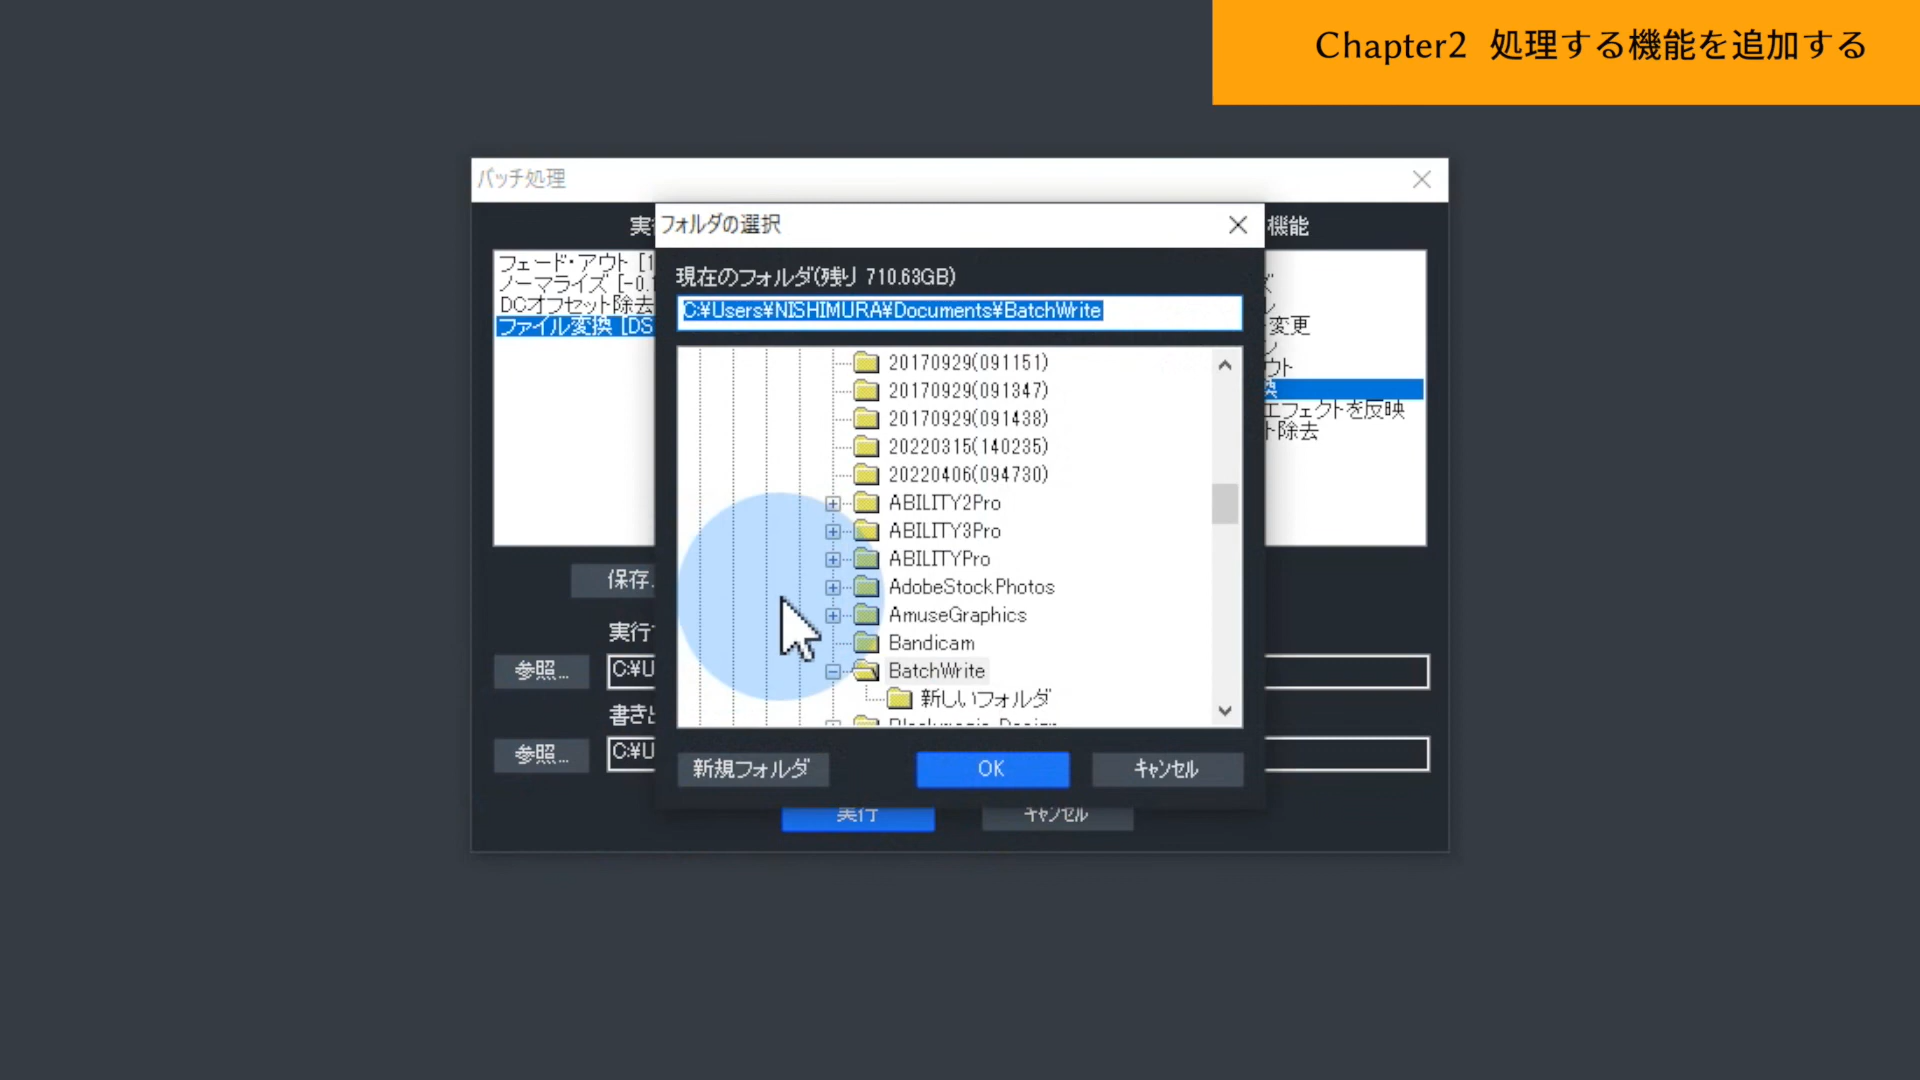 Chapter2 処理する機能を追加する
バッチ処理
実
フォルダの選択
機能
フェード・アウト [1
ノーマライズ [-0.
DCオフセット除去
ファイル変換 [DS
現在のフォルダ(残り 710.63GB)
C:¥Users¥NISHIMURA¥Documents¥BatchWrite
20170929(091151)
20170929(091347)
20170929(091438)
20220315(140235)
20220406(094730)
ABILITY2Pro
ABILITY3Pro
ABILITYPro
AdobeStockPhotos
AmuseGraphics
Bandicam
BatchWrite
新しいフォルダ
ズ
ン
変更
ン
ウト
換
エフェクトを反映
ト除去
保存
実行
参照...
C:¥U
書き出
参照...
C:¥U
新規フォルダ
OK
キャンセル
実行
キャンセル